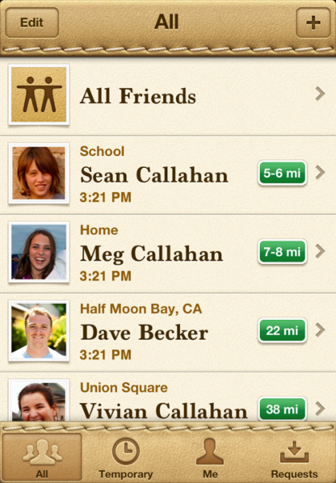 Edit
All
+
All Friends
School
Sean Callahan
5-6 mi
3:21 PM
Home
Meg Callahan
7-8 mi
3:21 PM
Half Moon Bay, CA
Dave Becker
22 mi
3:21 PM
Union Square
Vivian Callahan
38 mi
All
Temporary
Me
Requests